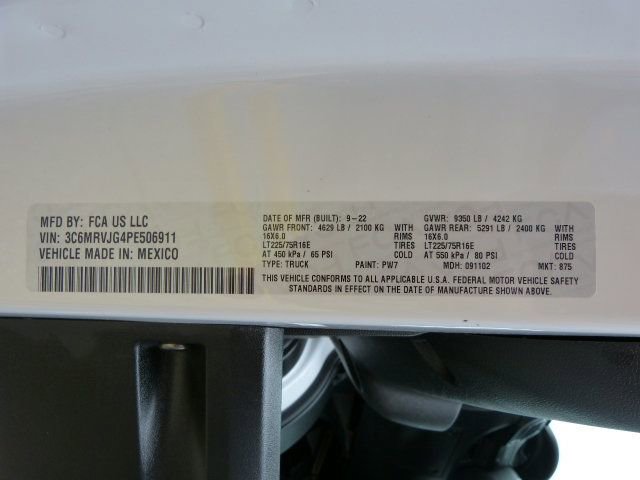 MFD BY: FCA US LLC
VIN: 3C6MRVJG4PE506911
VEHICLE MADE IN: MEXICO
DATE OF MFR (BUILT): 9-22 GVWR: 9350 LB / 4242 KG
GAWR FRONT: 4629 LB / 2100 KG WITH GAWR REAR: 5291 LB / 2400 KG WITH
16X6.0 RIMS 16X6.0 RIMS
LT225/75R16E TIRES LT225/75R16E TIRES
AT 450 kPa / 65 PSI COLD AT 550 kPa / 80 PSI COLD
TYPE: TRUCK PAINT: PW7 MDH: 091102 MKT: 875
THIS VEHICLE CONFORMS TO ALL APPLICABLE U.S.A. FEDERAL MOTOR VEHICLE SAFETY
STANDARDS IN EFFECT ON THE DATE OF MANUFACTURE SHOWN ABOVE.